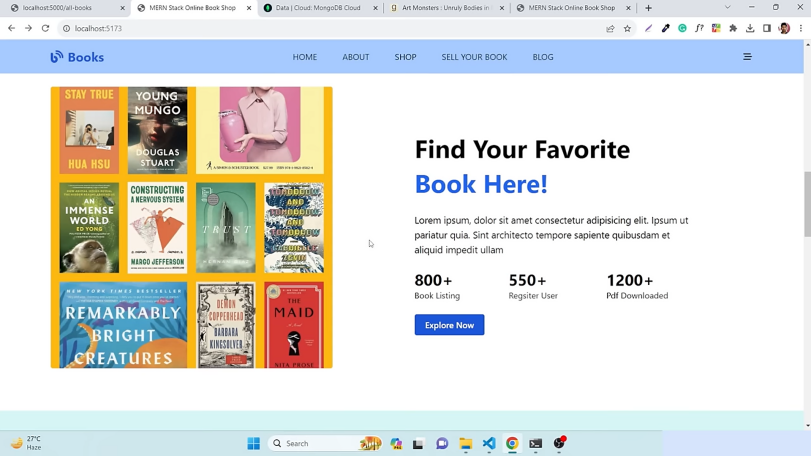 localhost:5000/all-books
MERN Stack Online Book Shop
Data | Cloud: MongoDB Cloud
Art Monsters : Unruly Bodies in
MERN Stack Online Book Shop
localhost:5173
Books
HOME
ABOUT
SHOP
SELL YOUR BOOK
BLOG
STAY TRUE
HUA HSU
YOUNG
MUNGO
DOUGLAS
STUART
AN
IMMENSE
WORLD
ED YONG
CONSTRUCTING
A NERVOUS SYSTEM
MARGO JEFFERSON
TRUST
TOMORROW
AND
TOMORROW
AND
TOMORROW
GABRIELLE
ZEVIN
NEW YORK TIMES BESTSELLER
REMARKABLY
BRIGHT
CREATURES
DEMON
COPPERHEAD
BARBARA
KINGSOLVER
THE
MAID
NITA PROSE
Find Your Favorite
Book Here!
Lorem ipsum, dolor sit amet consectetur adipisicing elit. Ipsum ut
pariatur quia. Sint architecto tempore sapiente quibusdam et
aliquid impedit ullam
800+
Book Listing
550+
Regsiter User
1200+
Pdf Downloaded
Explore Now
27°C
Haze
Search